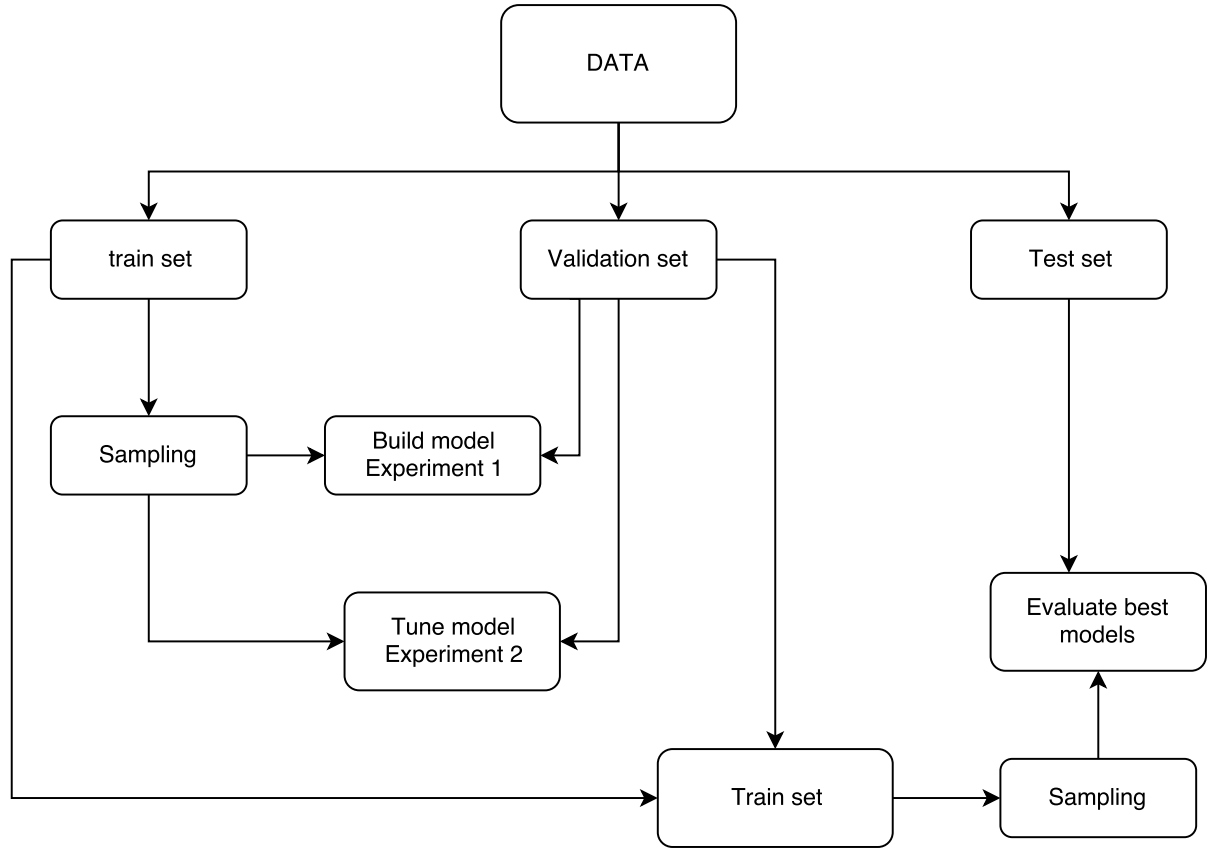 DATA
train set
Validation set
Test set
Sampling
Build model
Experiment 1
Tune model
Experiment 2
Evaluate best
models
Train set
Sampling